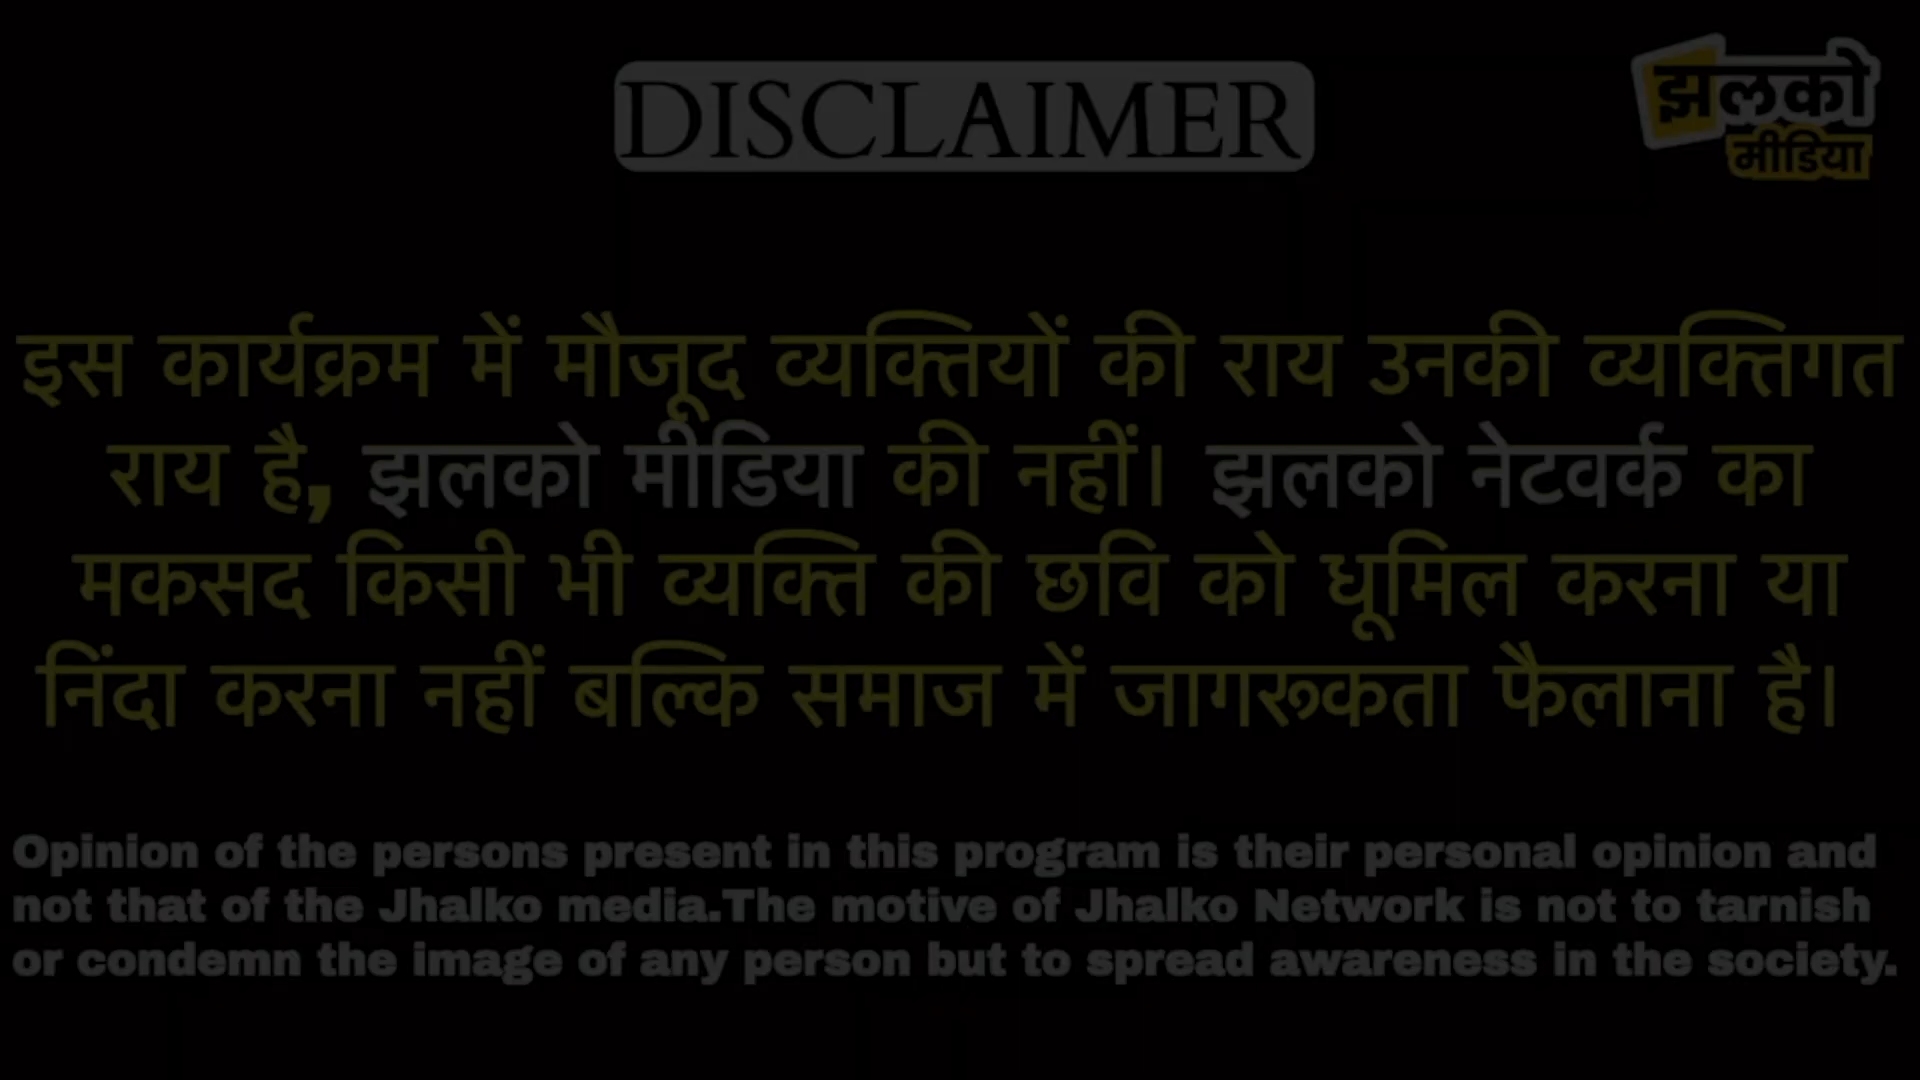 DISCLAIMER
झलको
मीडिया
इस कार्यक्रम में मौजूद व्यक्तियों की राय उनकी व्यक्तिगत
राय है, झलको मीडिया की नहीं। झलको नेटवर्क का
मकसद किसी भी व्यक्ति की छवि को धूमिल करना या
निंदा करना नहीं बल्कि समाज में जागरूकता फैलाना है।
Opinion of the persons present in this program is their personal opinion and
not that of the Jhalko media.The motive of Jhalko Network is not to tarnish
or condemn the image of any person but to spread awareness in the society.